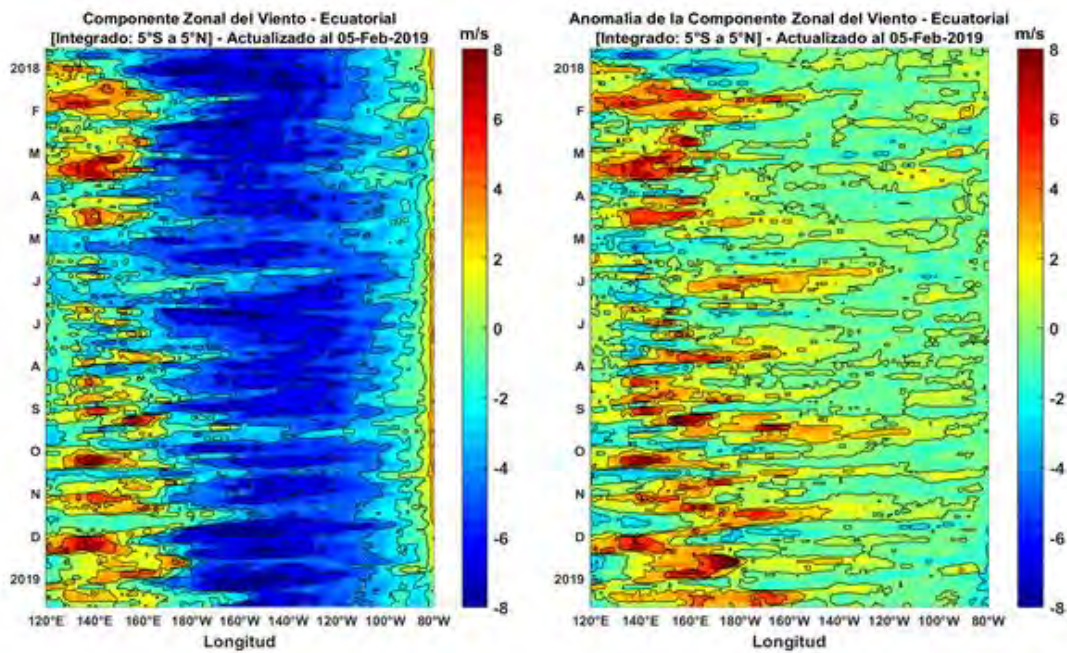 Componente Zonal del Viento - Ecuatorial
[Integrado: 5°S a 5°N] - Actualizado al 05-Feb-2019
m/s
2018
F
M
A
M
J
J
A
S
O
N
D
2019
120°E 140°E 160°E 180°W 160°W 140°W 120°W 100°W 80°W
Longitud
8
6
4
2
0
-2
-4
-6
-8
Anomalia de la Componente Zonal del Viento - Ecuatorial
[Integrado: 5°S a 5°N] - Actualizado al 05-Feb-2019
m/s
2018
F
M
A
M
J
J
A
S
O
N
D
2019
120°E 140°E 160°E 180°W 160°W 140°W 120°W 100°W 80°W
Longitud
8
6
4
2
0
-2
-4
-6
-8